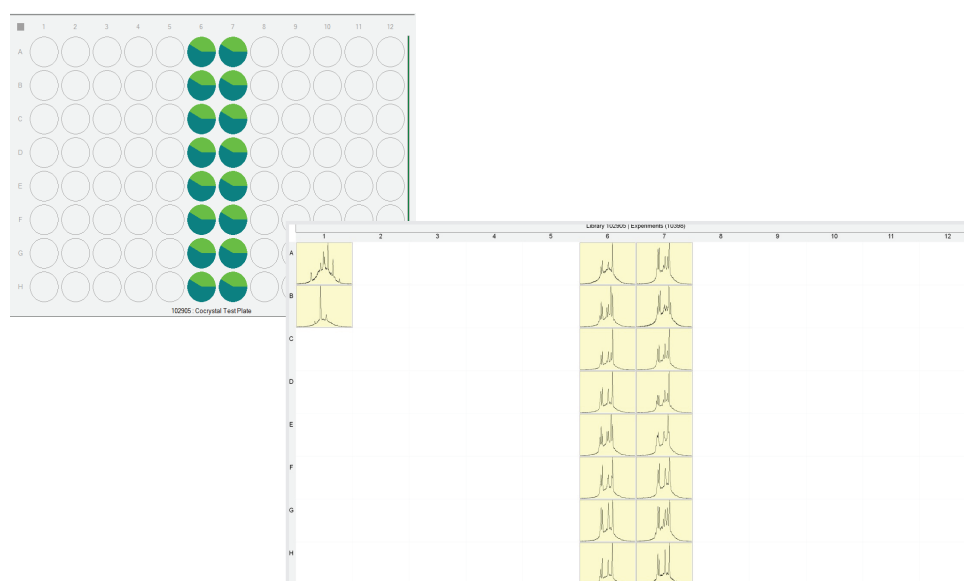 1 2 3 4 5 6 7 8 9 10 11 12
A
B
C
D
E
F
G
H
102905 : Cocrystal Test Plate
Library 102905 | Experiments (10398)
1 2 3 4 5 6 7 8 9 10 11 12
A
B
C
D
E
F
G
H